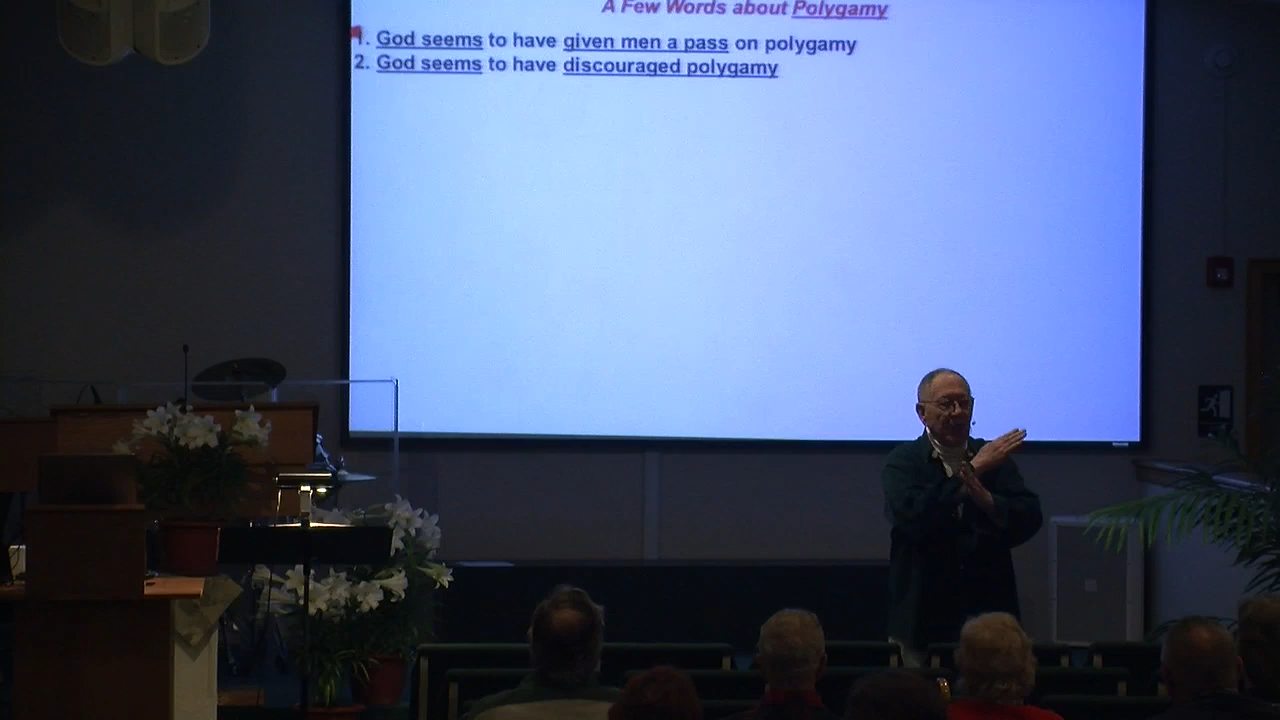 A Few Words about Polygamy
1. God seems to have given men a pass on polygamy
2. God seems to have discouraged polygamy